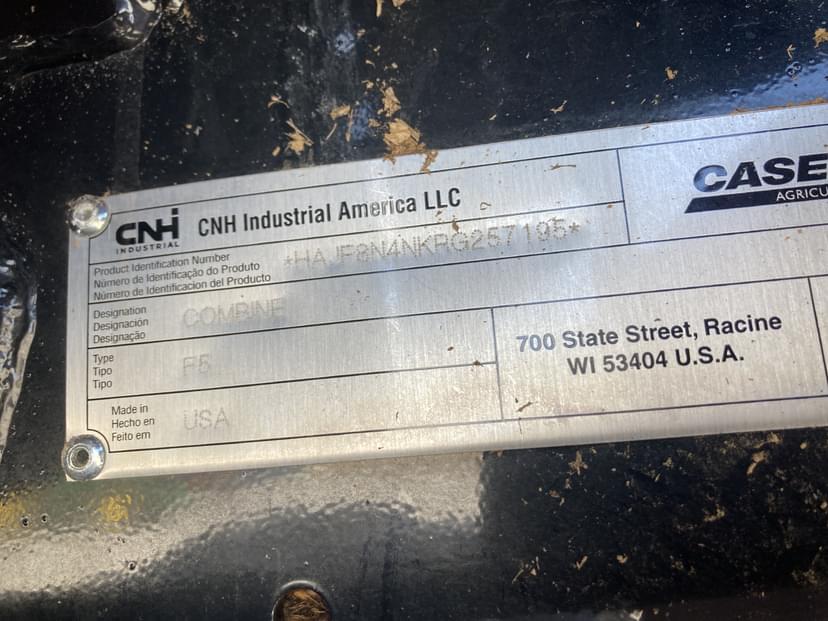 CNH
INDUSTRIAL
CNH Industrial America LLC
CASE
AGRICU
Product Identification Number
Número de Identificação do Produto
Número de Identificacion del Producto
*HAJF8N4NKRG257195*
Designation
Designación
Designação
COMBINE
Type
Tipo
Tipo
F5
700 State Street, Racine
WI 53404 U.S.A.
Made in
Hecho en
Feito em
USA